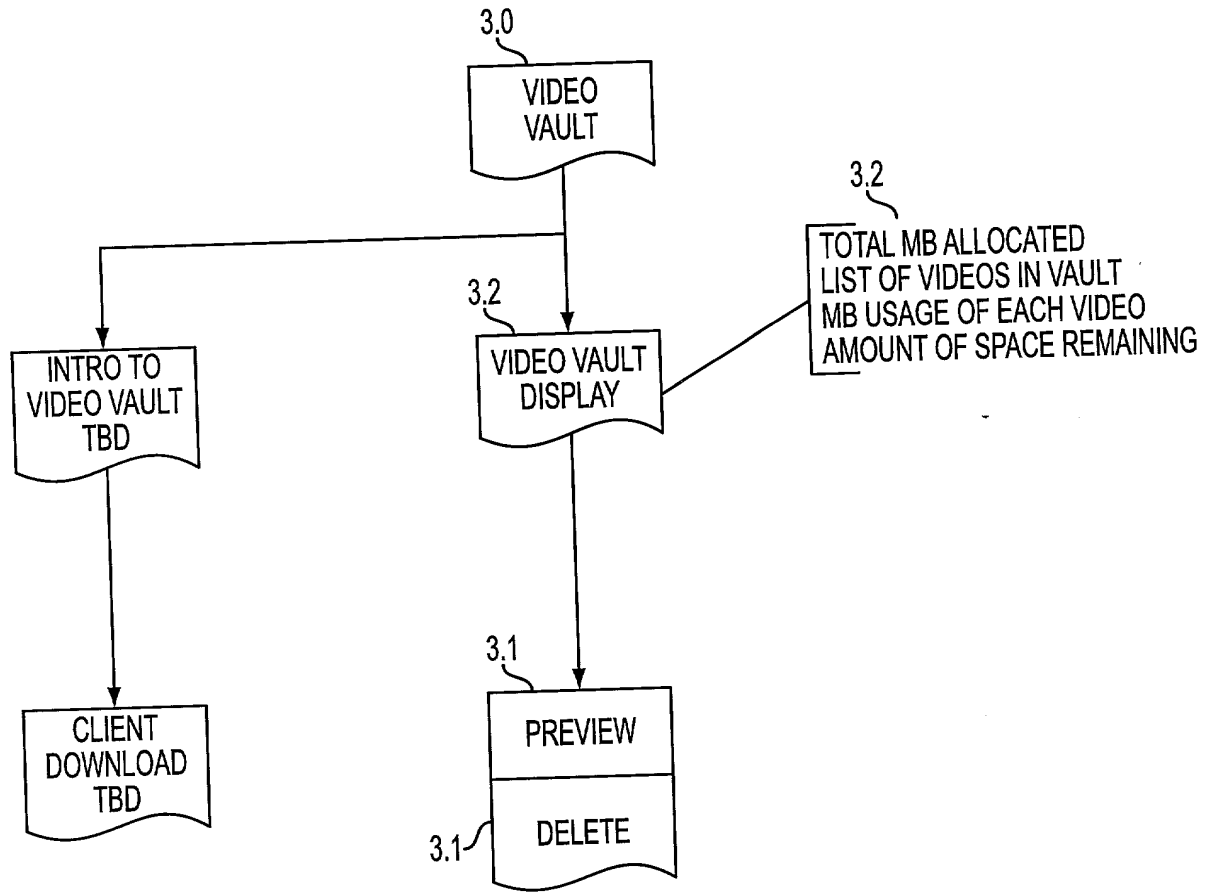 3.0
VIDEO
VAULT
3.2
TOTAL MB ALLOCATED
LIST OF VIDEOS IN VAULT
MB USAGE OF EACH VIDEO
AMOUNT OF SPACE REMAINING
3.2
VIDEO VAULT
DISPLAY
INTRO TO
VIDEO VAULT
TBD
3.1
PREVIEW
3.1
DELETE
CLIENT
DOWNLOAD
TBD